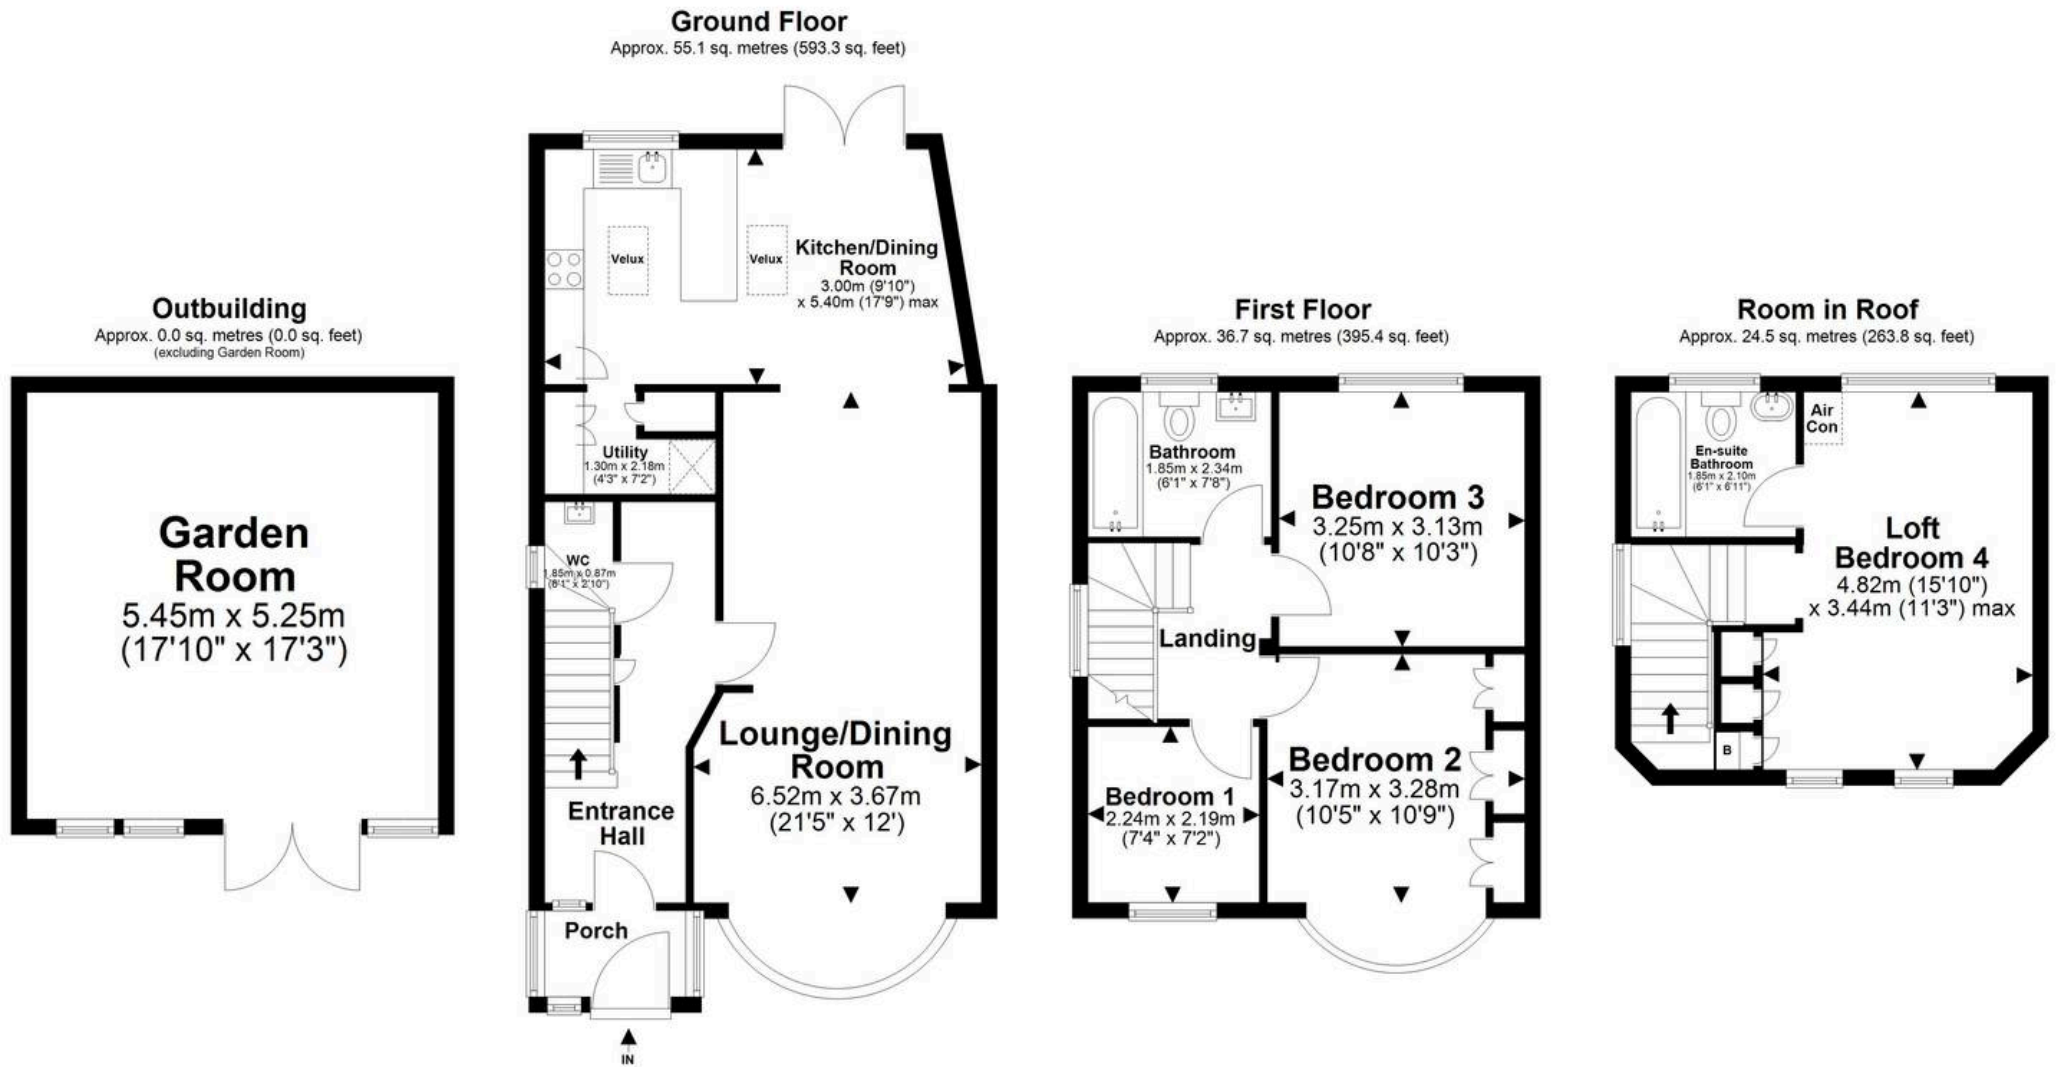 Ground Floor
Approx. 55.1 sq. metres (593.3 sq. feet)
Velux
Velux
Kitchen/Dining
Room
3.00m (9'10")
x 5.40m (17'9") max
Utility
1.30m x 2.18m
(4'3" x 7'2")
WC
1.85m x 0.87m
(6'1" x 2'10")
Lounge/Dining
Room
6.52m x 3.67m
(21'5" x 12')
Entrance
Hall
Porch
IN
Outbuilding
Approx. 0.0 sq. metres (0.0 sq. feet)
(excluding Garden Room)
Garden
Room
5.45m x 5.25m
(17'10" x 17'3")
First Floor
Approx. 36.7 sq. metres (395.4 sq. feet)
Bathroom
1.85m x 2.34m
(6'1" x 7'8")
Bedroom 3
3.25m x 3.13m
(10'8" x 10'3")
Landing
Bedroom 1
2.24m x 2.19m
(7'4" x 7'2")
Bedroom 2
3.17m x 3.28m
(10'5" x 10'9")
Room in Roof
Approx. 24.5 sq. metres (263.8 sq. feet)
Air
Con
En-suite
Bathroom
1.85m x 2.10m
(6'1" x 6'11")
Loft
Bedroom 4
4.82m (15'10")
x 3.44m (11'3") max
B